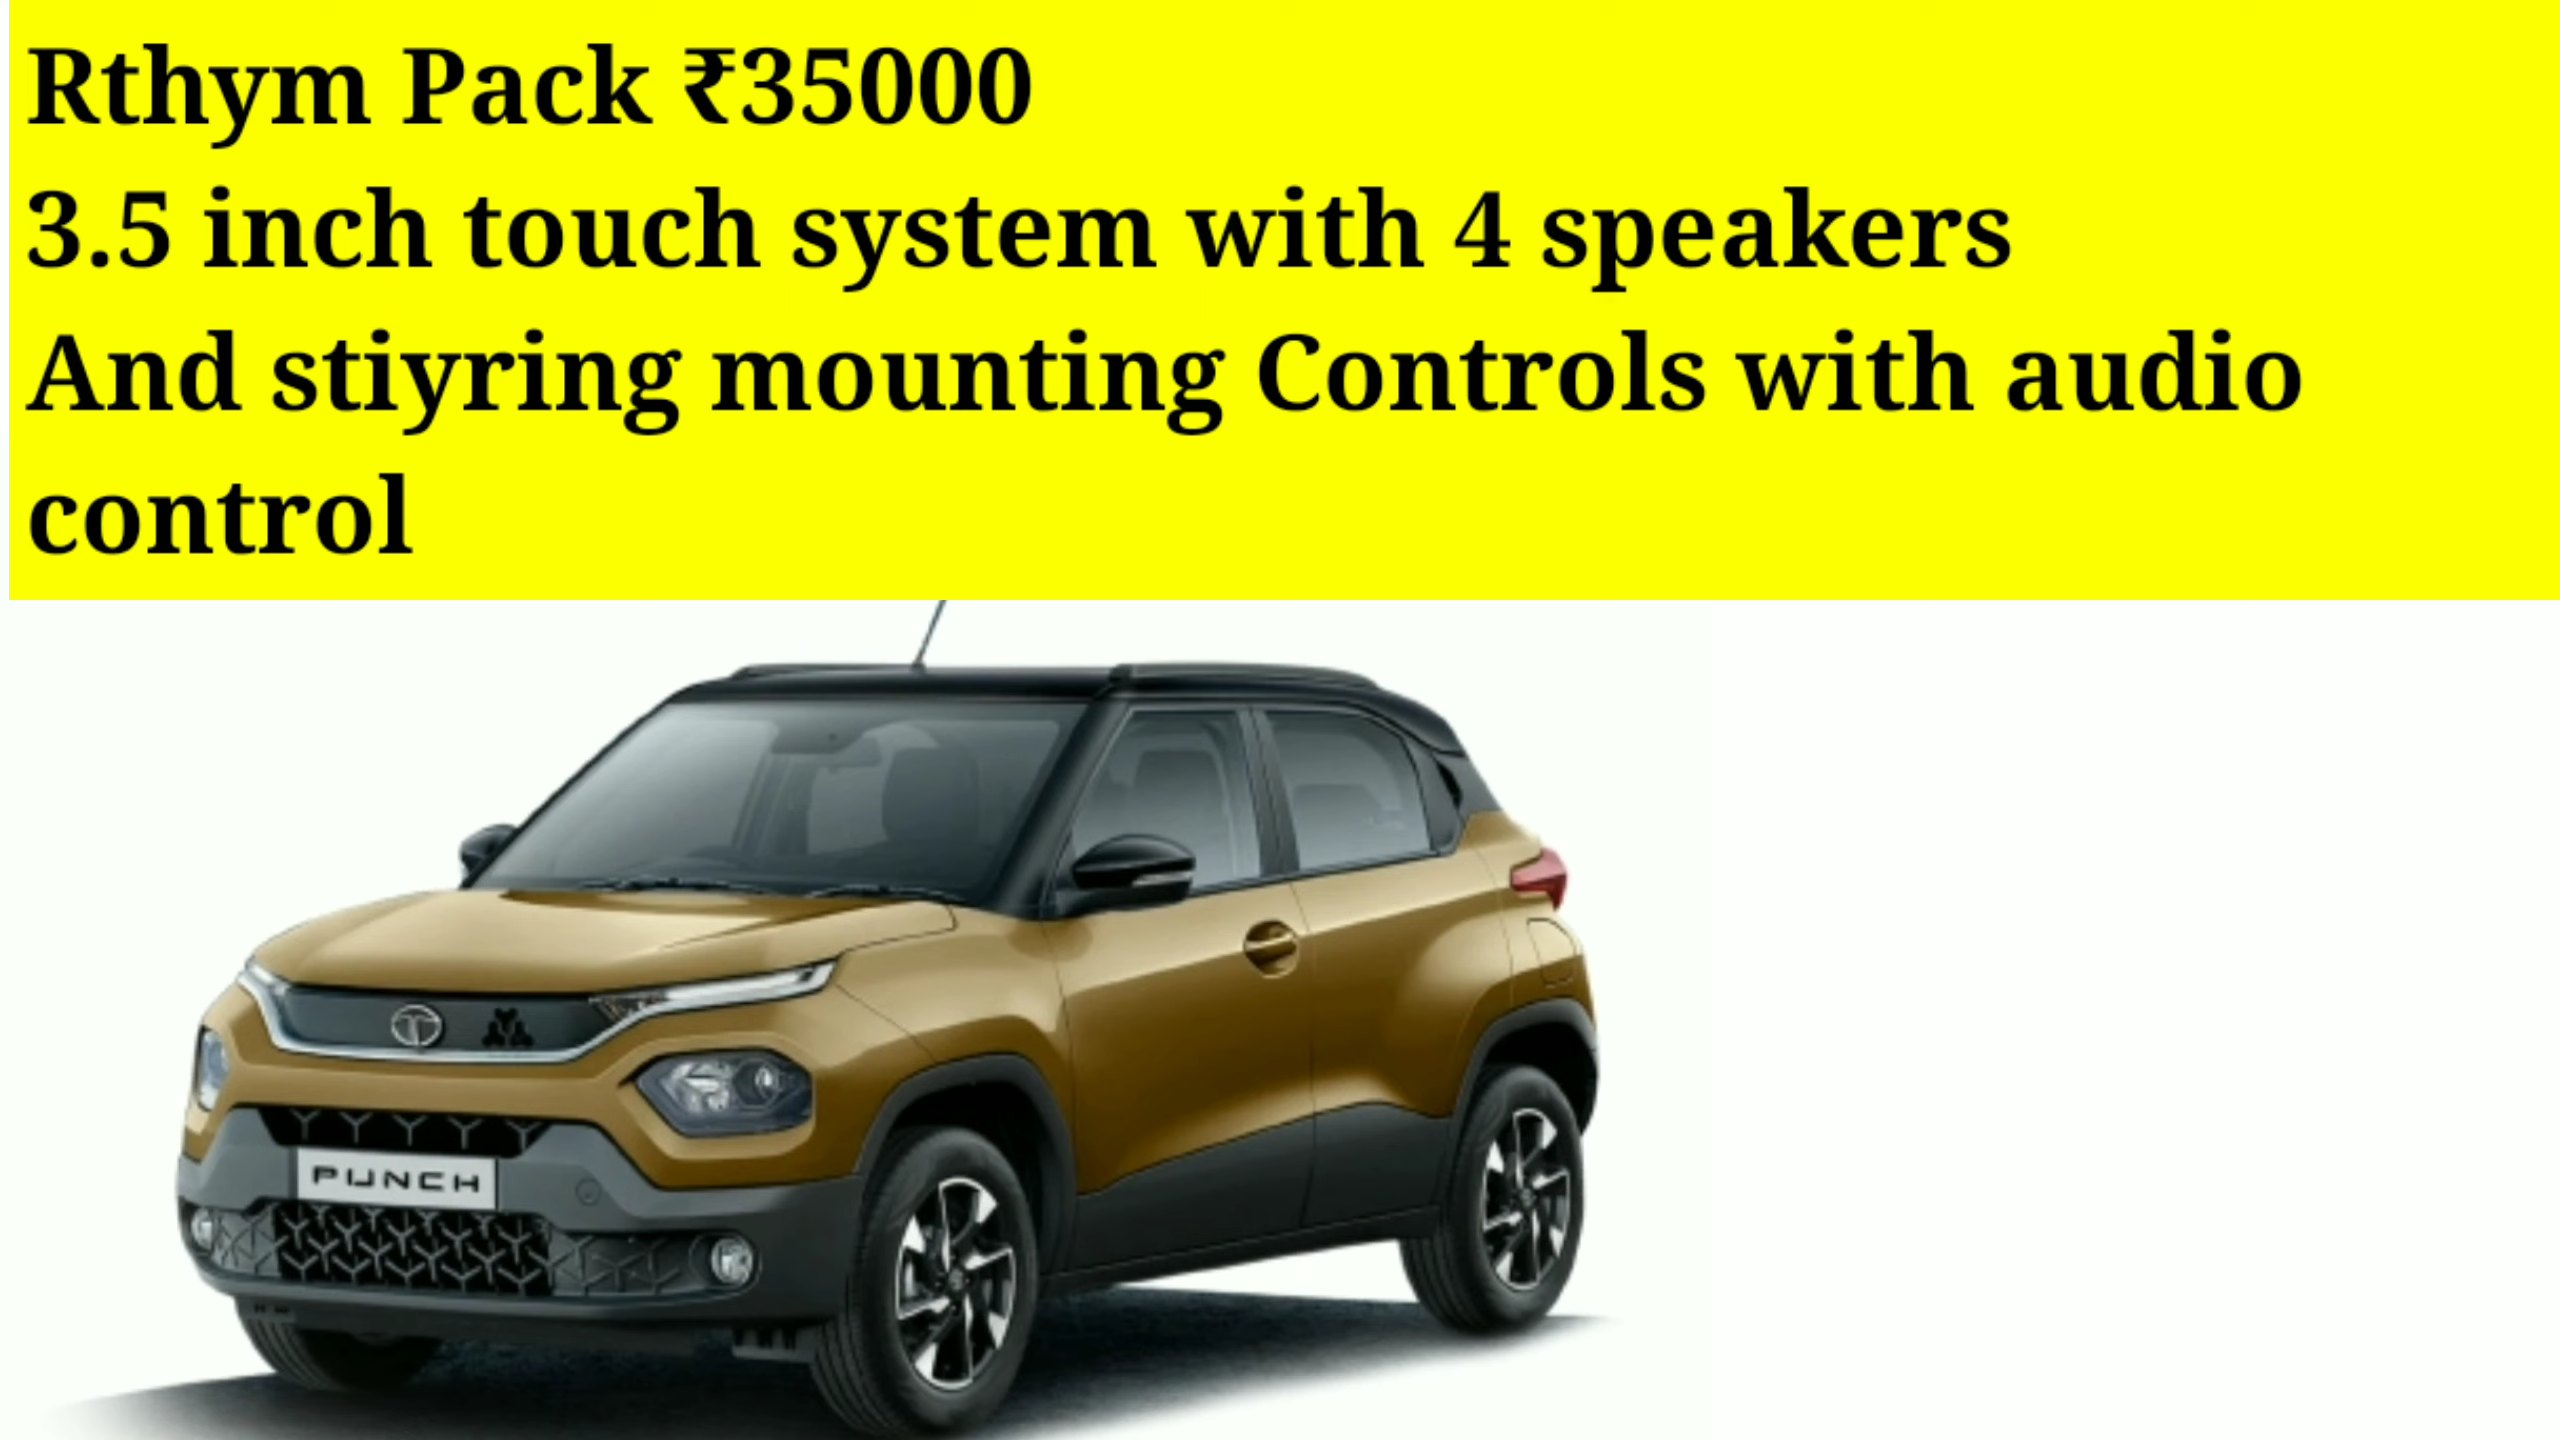 Rthym Pack ₹35000
3.5 inch touch system with 4 speakers
And stiyring mounting Controls with audio
control
PUNCH